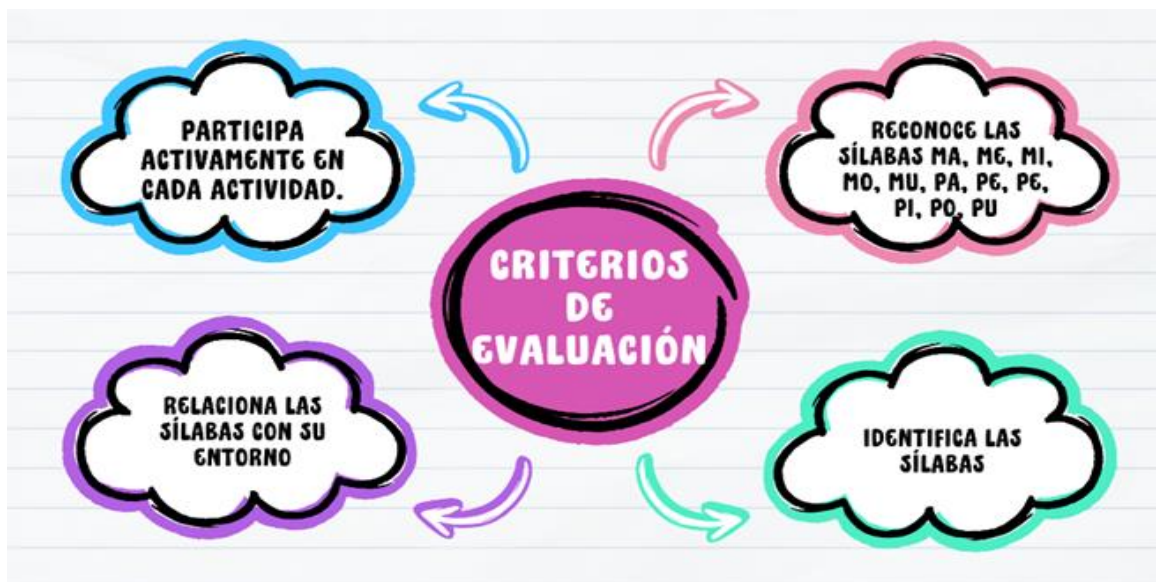 PARTICIPA
ACTIVAMENTE EN
CADA ACTIVIDAD.
RECONOCE LAS
SÍLABAS MA, ME, MI,
MO, MU, PA, PE, PE,
PI, PO, PU
CRITERIOS
DE
EVALUACIÓN
RELACIONA LAS
SÍLABAS CON SU
ENTORNO
IDENTIFICA LAS
SÍLABAS